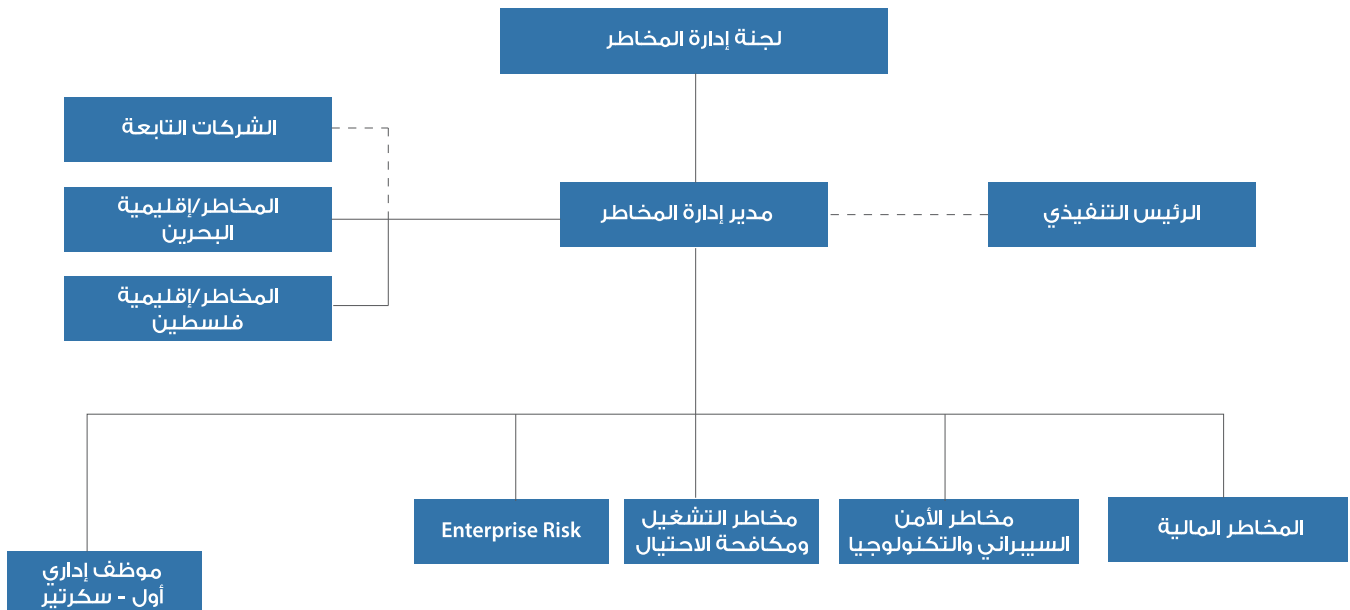 لجنة إدارة المخاطر
الشركات التابعة
المخاطر/إقليمية
البحرين
المخاطر/إقليمية
فلسطين
مدير إدارة المخاطر
الرئيس التنفيذي
المخاطر المالية
مخاطر الأمن
السيبراني والتكنولوجيا
مخاطر التشغيل
ومكافحة الاحتيال
Enterprise Risk
موظف إداري
أول - سكرتير